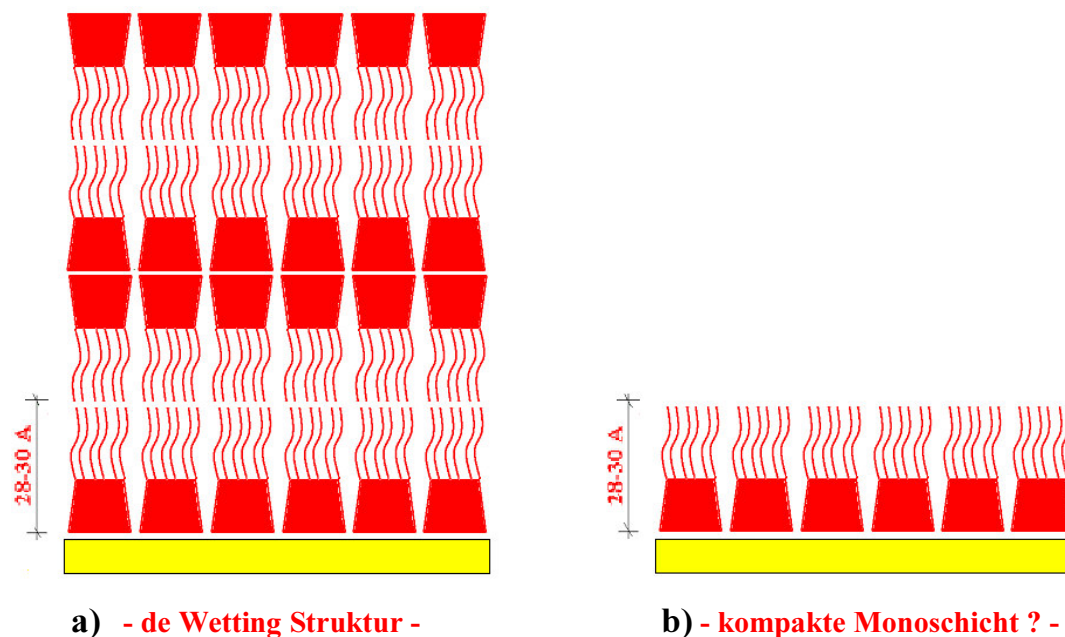 28-30 A
28-30 A
a) - de Wetting Struktur -
b) - kompakte Monoschicht ? -